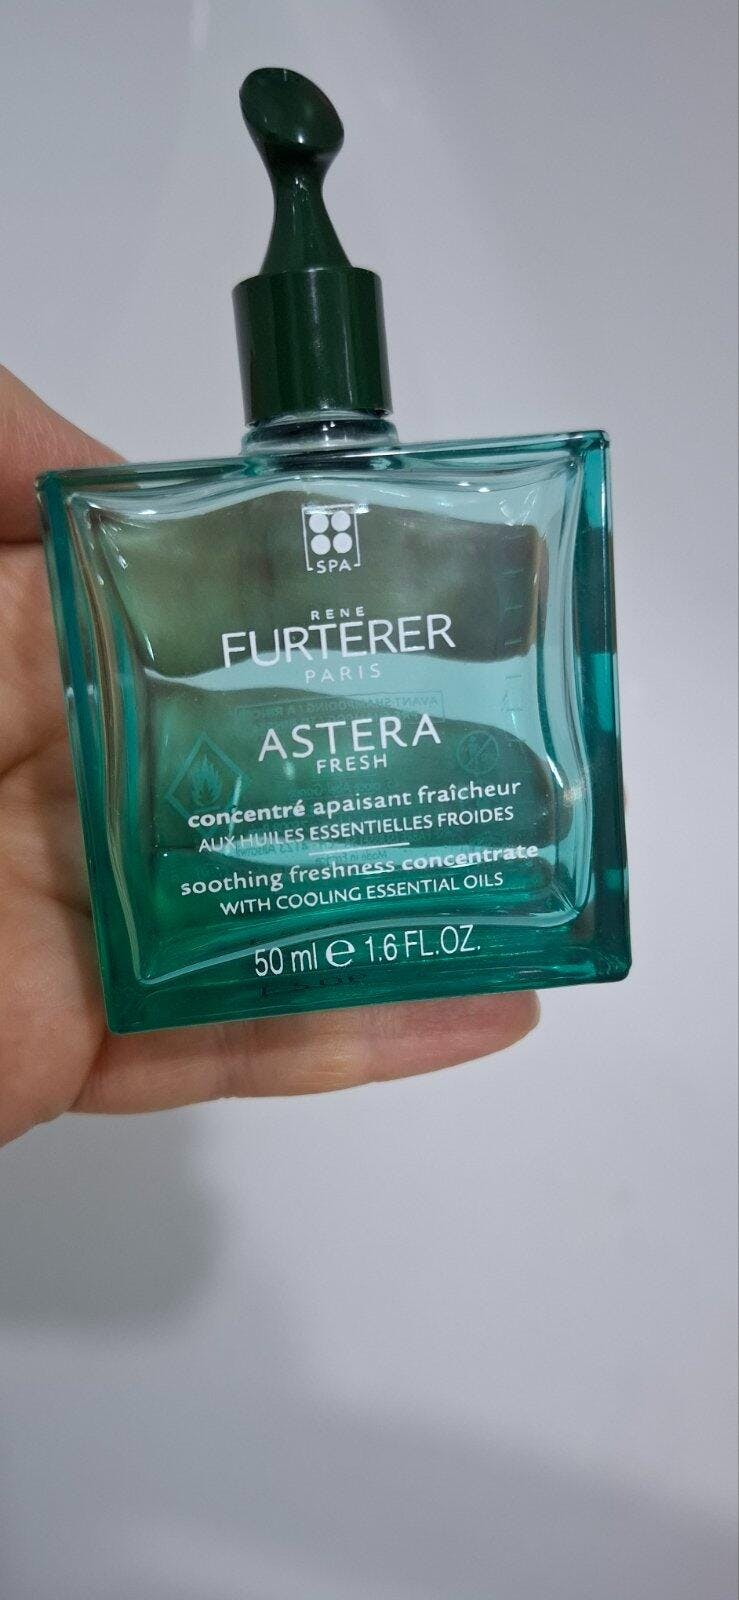 SPA
RENE
FURTERER
PARIS
ASTERA
FRESH
concentré apaisant fraîcheur
AUX HUILES ESSENTIELLES FROIDES
soothing freshness concentrate
WITH COOLING ESSENTIAL OILS
50 ml e 1.6 FL.OZ.